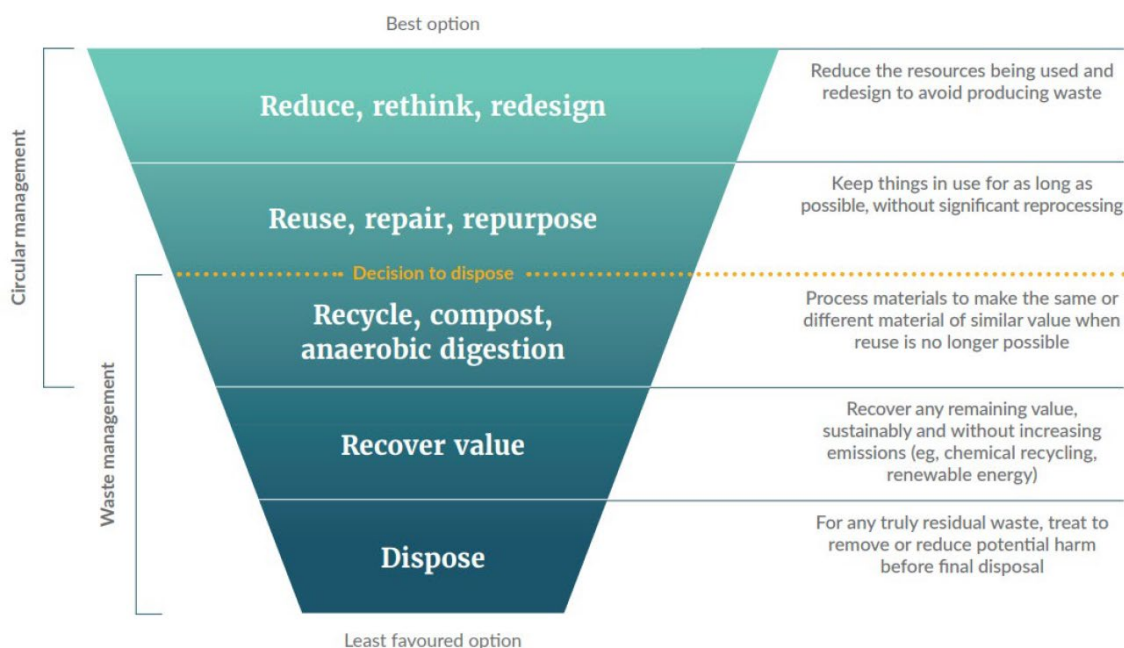 Best option
Circular management
Waste management
Reduce, rethink, redesign
Reduce the resources being used and
redesign to avoid producing waste
Reuse, repair, repurpose
Keep things in use for as long as
possible, without significant reprocessing
Decision to dispose
Recycle, compost,
anaerobic digestion
Process materials to make the same or
different material of similar value when
reuse is no longer possible
Recover value
Recover any remaining value,
sustainably and without increasing
emissions (eg, chemical recycling,
renewable energy)
Dispose
For any truly residual waste, treat to
remove or reduce potential harm
before final disposal
Least favoured option